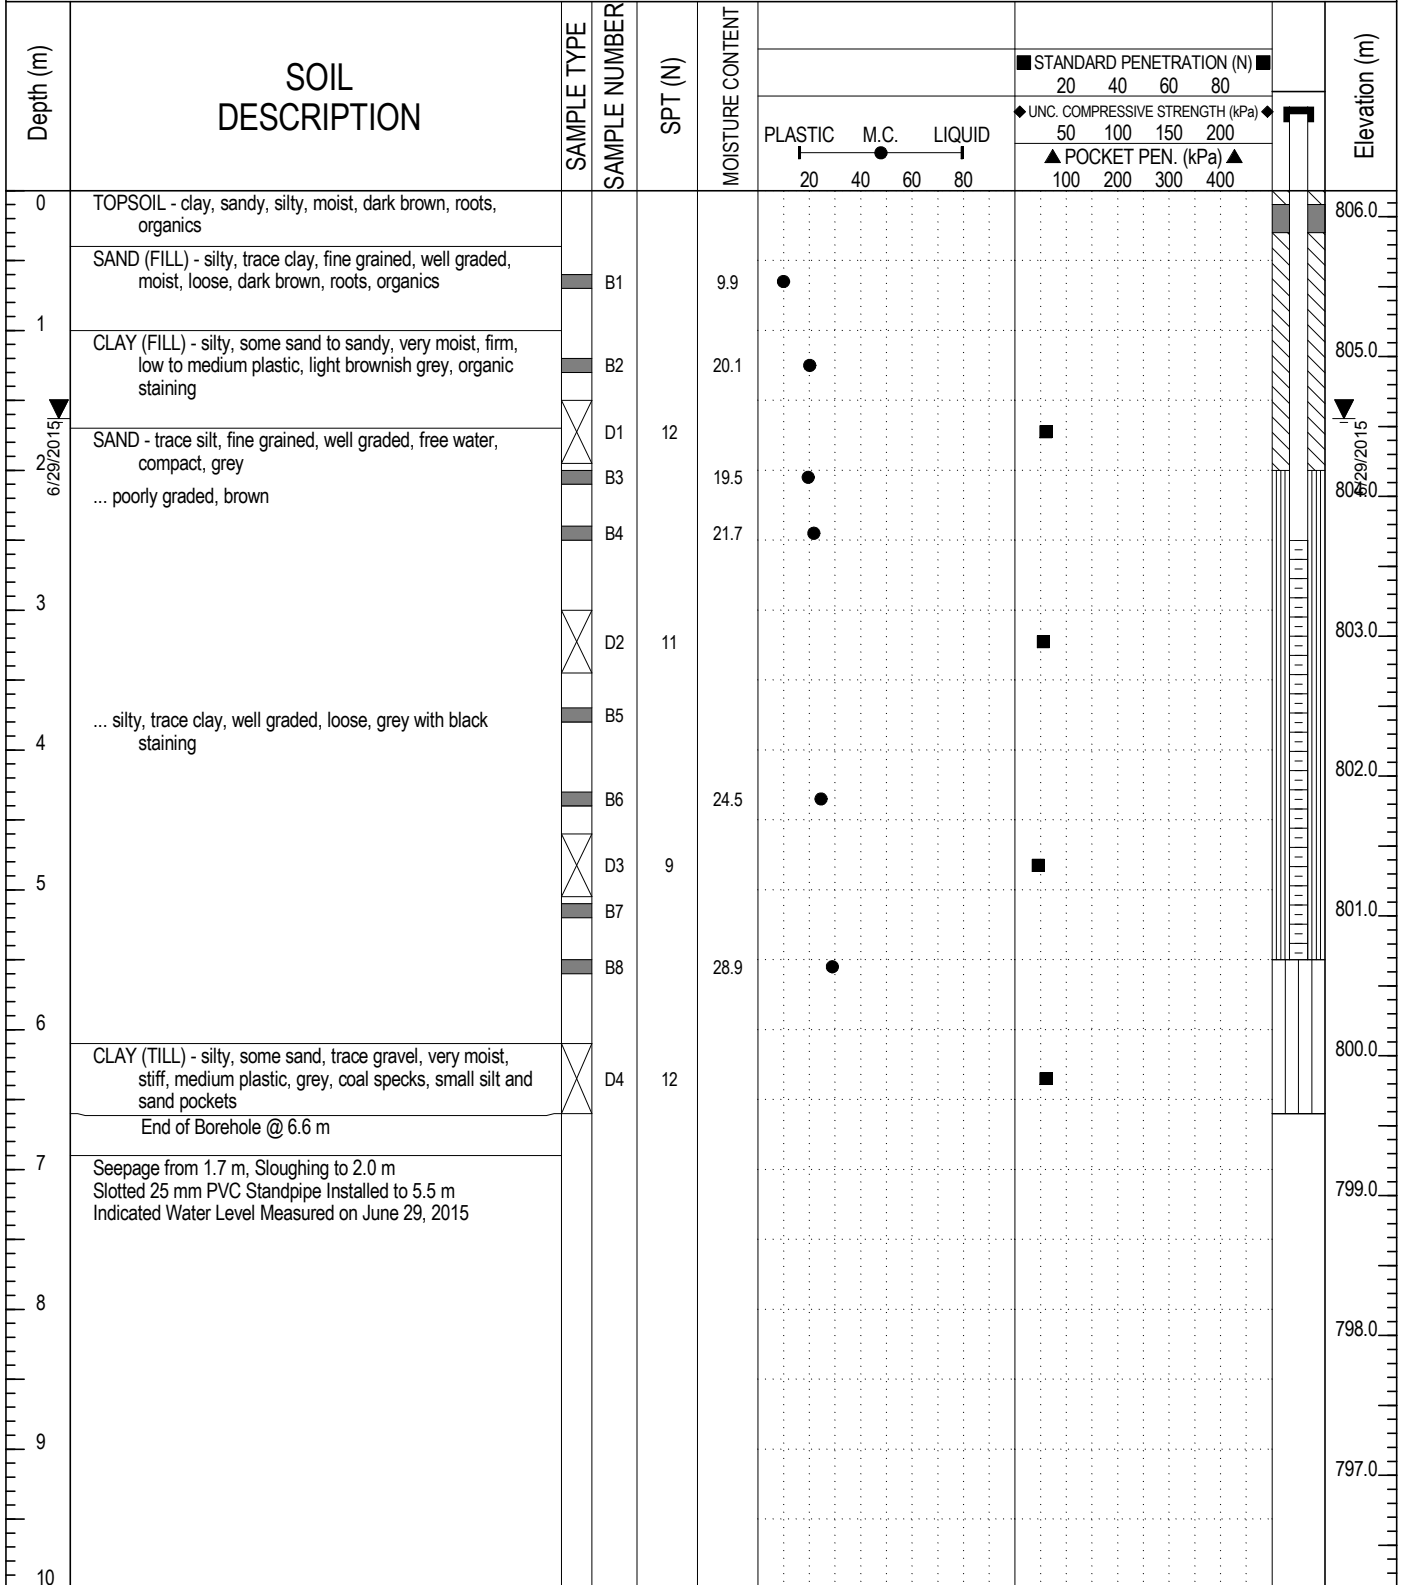 Depth (m)
SOIL
DESCRIPTION
SAMPLE TYPE
SAMPLE NUMBER
SPT (N)
MOISTURE CONTENT
PLASTIC M.C. LIQUID
20 40 60 80
■ STANDARD PENETRATION (N) ■
20 40 60 80
◆ UNC. COMPRESSIVE STRENGTH (kPa) ◆
50 100 150 200
▲ POCKET PEN. (kPa) ▲
100 200 300 400
Elevation (m)
0
TOPSOIL - clay, sandy, silty, moist, dark brown, roots,
organics
806.0
SAND (FILL) - silty, trace clay, fine grained, well graded,
moist, loose, dark brown, roots, organics
B1 9.9
1
CLAY (FILL) - silty, some sand to sandy, very moist, firm,
low to medium plastic, light brownish grey, organic
staining
B2 20.1
805.0
6/29/2015
D1 12
6/29/2015
SAND - trace silt, fine grained, well graded, free water,
compact, grey
2
B3 19.5
... poorly graded, brown
804.0
B4 21.7
3
D2 11
803.0
B5
... silty, trace clay, well graded, loose, grey with black
staining
4
802.0
B6 24.5
D3 9
5
B7
801.0
B8 28.9
6
CLAY (TILL) - silty, some sand, trace gravel, very moist,
stiff, medium plastic, grey, coal specks, small silt and
sand pockets
800.0
D4 12
End of Borehole @ 6.6 m
7
Seepage from 1.7 m, Sloughing to 2.0 m
Slotted 25 mm PVC Standpipe Installed to 5.5 m
Indicated Water Level Measured on June 29, 2015
799.0
8
798.0
9
797.0
10